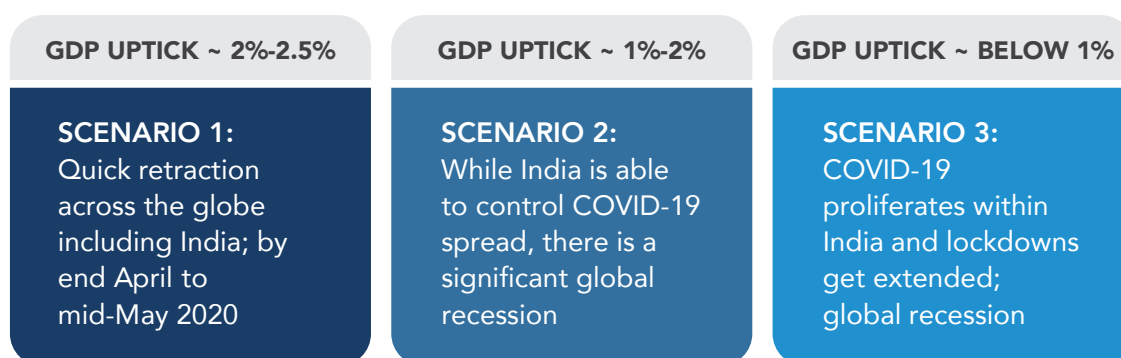 GDP UPTICK ~ 2%-2.5%
SCENARIO 1:
Quick retraction
across the globe
including India; by
end April to
mid-May 2020
GDP UPTICK ~ 1%-2%
SCENARIO 2:
While India is able
to control COVID-19
spread, there is a
significant global
recession
GDP UPTICK ~ BELOW 1%
SCENARIO 3:
COVID-19
proliferates within
India and lockdowns
get extended;
global recession